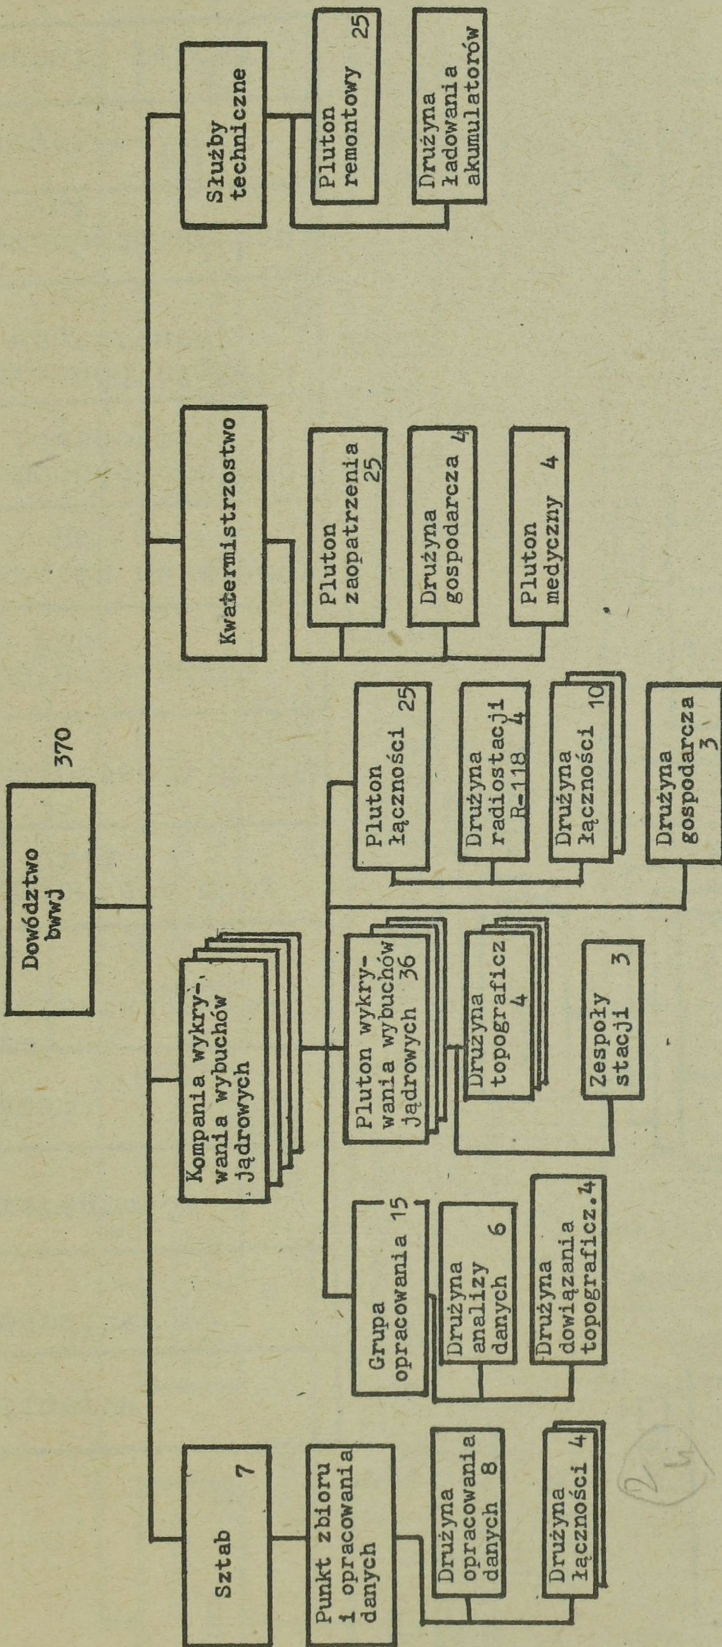 Dowództwo
bwwj
370
Sztab
7
Punkt zbioru
i opracowania
danych
Drużyna
opracowania
danych 8
Drużyna
łączności 4
Kompania wykry-
wania wybuchów
jądrowych
Grupa
opracowania 15
Drużyna
analizy
danych 6
Drużyna
dowiązania
topograficz. 4
Pluton wykry-
wania wybuchów
jądrowych 36
Drużyna
topograficz
4
Zespoły
stacji 3
Pluton
łączności 25
Drużyna
radiostacji
R-118 4
Drużyna
łączności 10
Drużyna
gospodarcza
3
Kwatermistrzostwo
Pluton
zaopatrzenia
25
Drużyna
gospodarcza 4
Pluton
medyczny 4
Służby
techniczne
Pluton
remontowy 25
Drużyna
ładowania
akumulatorów